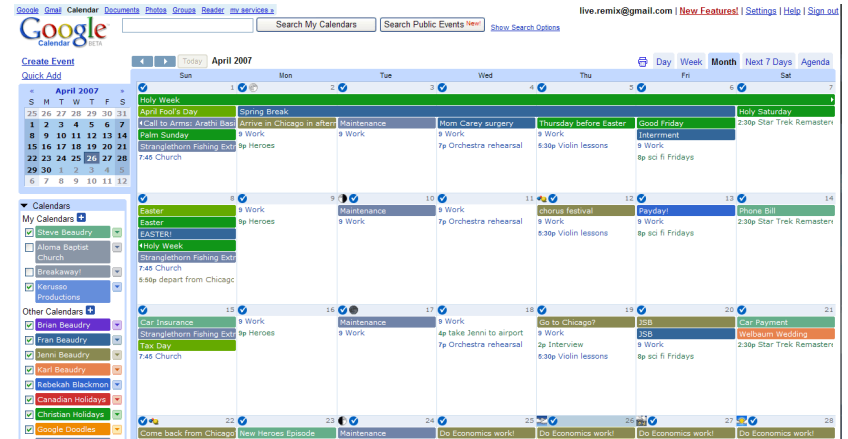 Google Gmail Calendar Documents Photos Groups Reader my services »
live.remix@gmail.com | New Features! | Settings | Help | Sign out
Google
Calendar BETA
Search My Calendars Search Public Events New! Show Search Options
Create Event
Quick Add
Today April 2007
Day Week Month Next 7 Days Agenda
« April 2007 »
S M T W T F S
25 26 27 28 29 30 31
1 2 3 4 5 6 7
8 9 10 11 12 13 14
15 16 17 18 19 20 21
22 23 24 25 26 27 28
29 30 1 2 3 4 5
6 7 8 9 10 11 12
Calendars
My Calendars
Steve Beaudry
Aloma Baptist
Church
Breakaway!
Kerusso
Productions
Other Calendars
Brian Beaudry
Fran Beaudry
Jenni Beaudry
Karl Beaudry
Rebekah Blackmon
Canadian Holidays
Christian Holidays
Google Doodles
Sun Mon Tue Wed Thu Fri Sat
1 2 3 4 5 6 7
Holy Week
April Fool's Day Spring Break Holy Saturday
Call to Arms: Arathi Basi Arrive in Chicago in aftern Maintenance Mom Carey surgery Thursday before Easter Good Friday 2:30p Star Trek Remastere
Palm Sunday 9 Work 9 Work 9 Work 9 Work Interrment
Stranglethorn Fishing Extr 9p Heroes 7p Orchestra rehearsal 5:30p Violin lessons 9 Work
7:45 Church 8p sci fi Fridays
8 9 10 11 12 13 14
Easter 9 Work Maintenance 9 Work chorus festival Payday! Phone Bill
Easter 9p Heroes 9 Work 7p Orchestra rehearsal 9 Work 9 Work 2:30p Star Trek Remastere
EASTER! 5:30p Violin lessons 8p sci fi Fridays
Holy Week
Stranglethorn Fishing Extr
7:45 Church
5:50p depart from Chicago
15 16 17 18 19 20 21
Car Insurance 9 Work Maintenance 9 Work Go to Chicago? JSB Car Payment
Stranglethorn Fishing Extr 9p Heroes 9 Work 4p take Jenni to airport 9 Work JSB Welbaum Wedding
Tax Day 7p Orchestra rehearsal 2p Interview 9 Work 2:30p Star Trek Remastere
7:45 Church 5:30p Violin lessons 8p sci fi Fridays
22 23 24 25 26 27 28
Come back from Chicago New Heroes Episode Maintenance Do Economics work! Do Economics work! Do Economics work! Do Economics work!